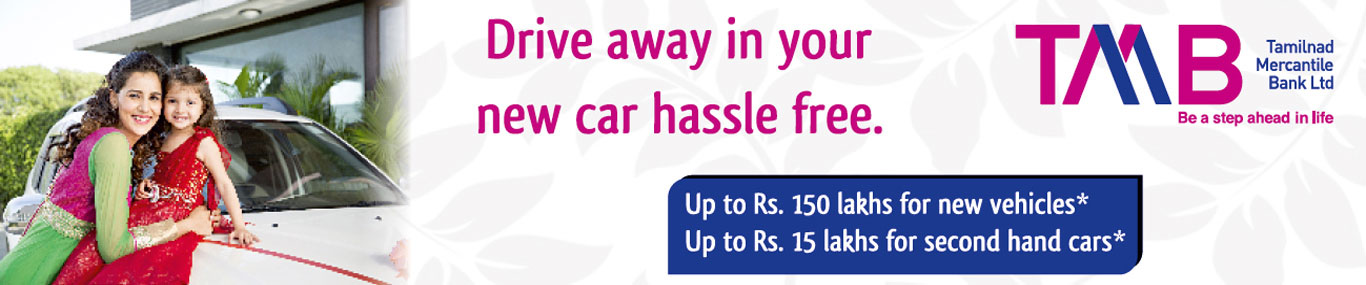 Drive away in your
new car hassle free.
TMB
Tamilnad
Mercantile
Bank Ltd
Be a step ahead in life
Up to Rs. 150 lakhs for new vehicles*
Up to Rs. 15 lakhs for second hand cars*